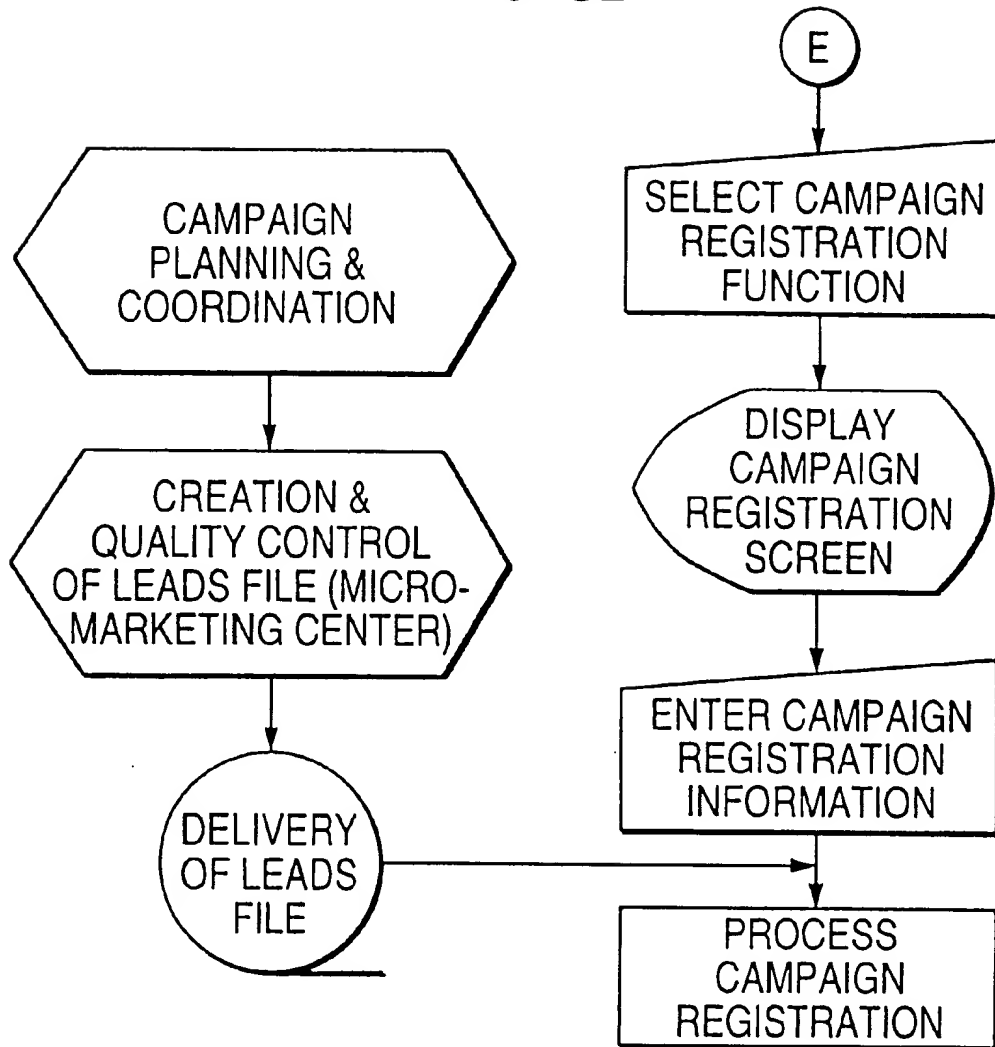 E
CAMPAIGN
PLANNING &
COORDINATION
CREATION &
QUALITY CONTROL
OF LEADS FILE (MICRO-
MARKETING CENTER)
DELIVERY
OF LEADS
FILE
SELECT CAMPAIGN
REGISTRATION
FUNCTION
DISPLAY
CAMPAIGN
REGISTRATION
SCREEN
ENTER CAMPAIGN
REGISTRATION
INFORMATION
PROCESS
CAMPAIGN
REGISTRATION